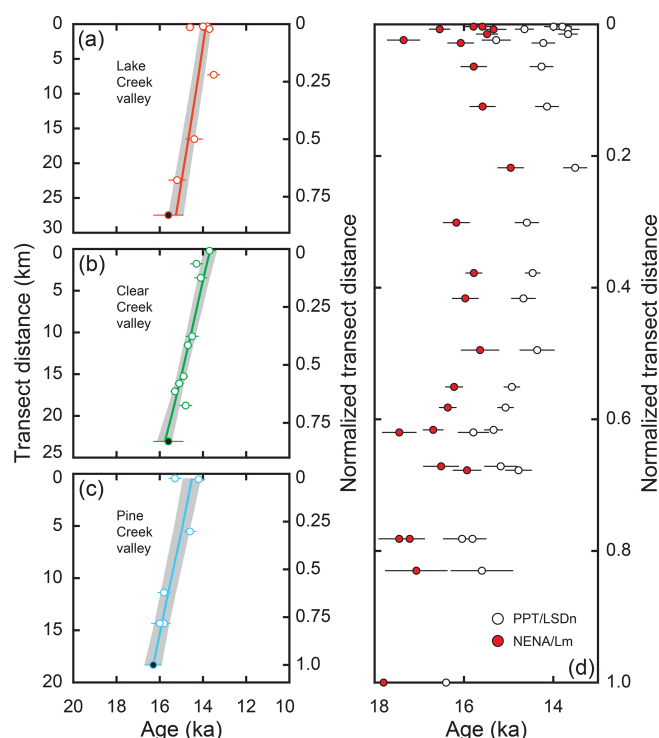 0
5
10
15
20
25
30
(a)
Lake
Creek
valley
0
0.25
0.5
0.75
0
5
10
15
20
25
(b)
Clear
Creek
valley
0
0.25
0.5
0.75
0
5
10
15
20
(c)
Pine
Creek
valley
0
0.25
0.5
0.75
1.0
Transect distance (km)
Normalized transect distance
20 18 16 14 12 10
Age (ka)
0
0.2
0.4
0.6
0.8
1.0
Normalized transect distance
PPT/LSDn
NENA/Lm
(d)
18 16 14
Age (ka)